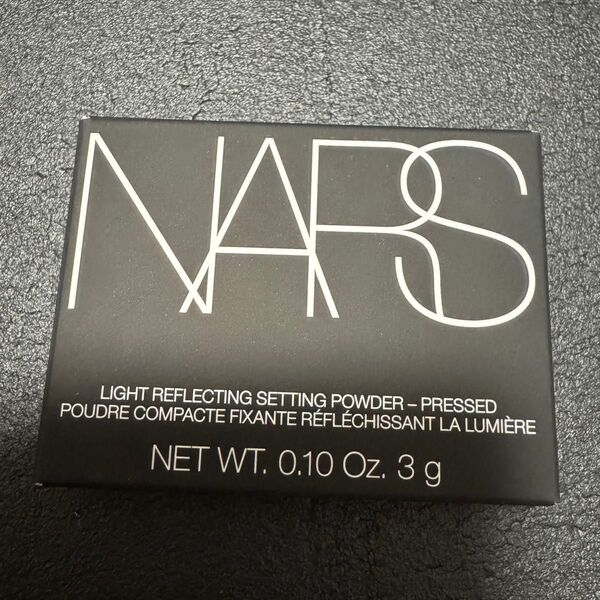 NARS
LIGHT REFLECTING SETTING POWDER – PRESSED
POUDRE COMPACTE FIXANTE RÉFLÉCHISSANT LA LUMIÈRE
NET WT. 0.10 Oz. 3 g